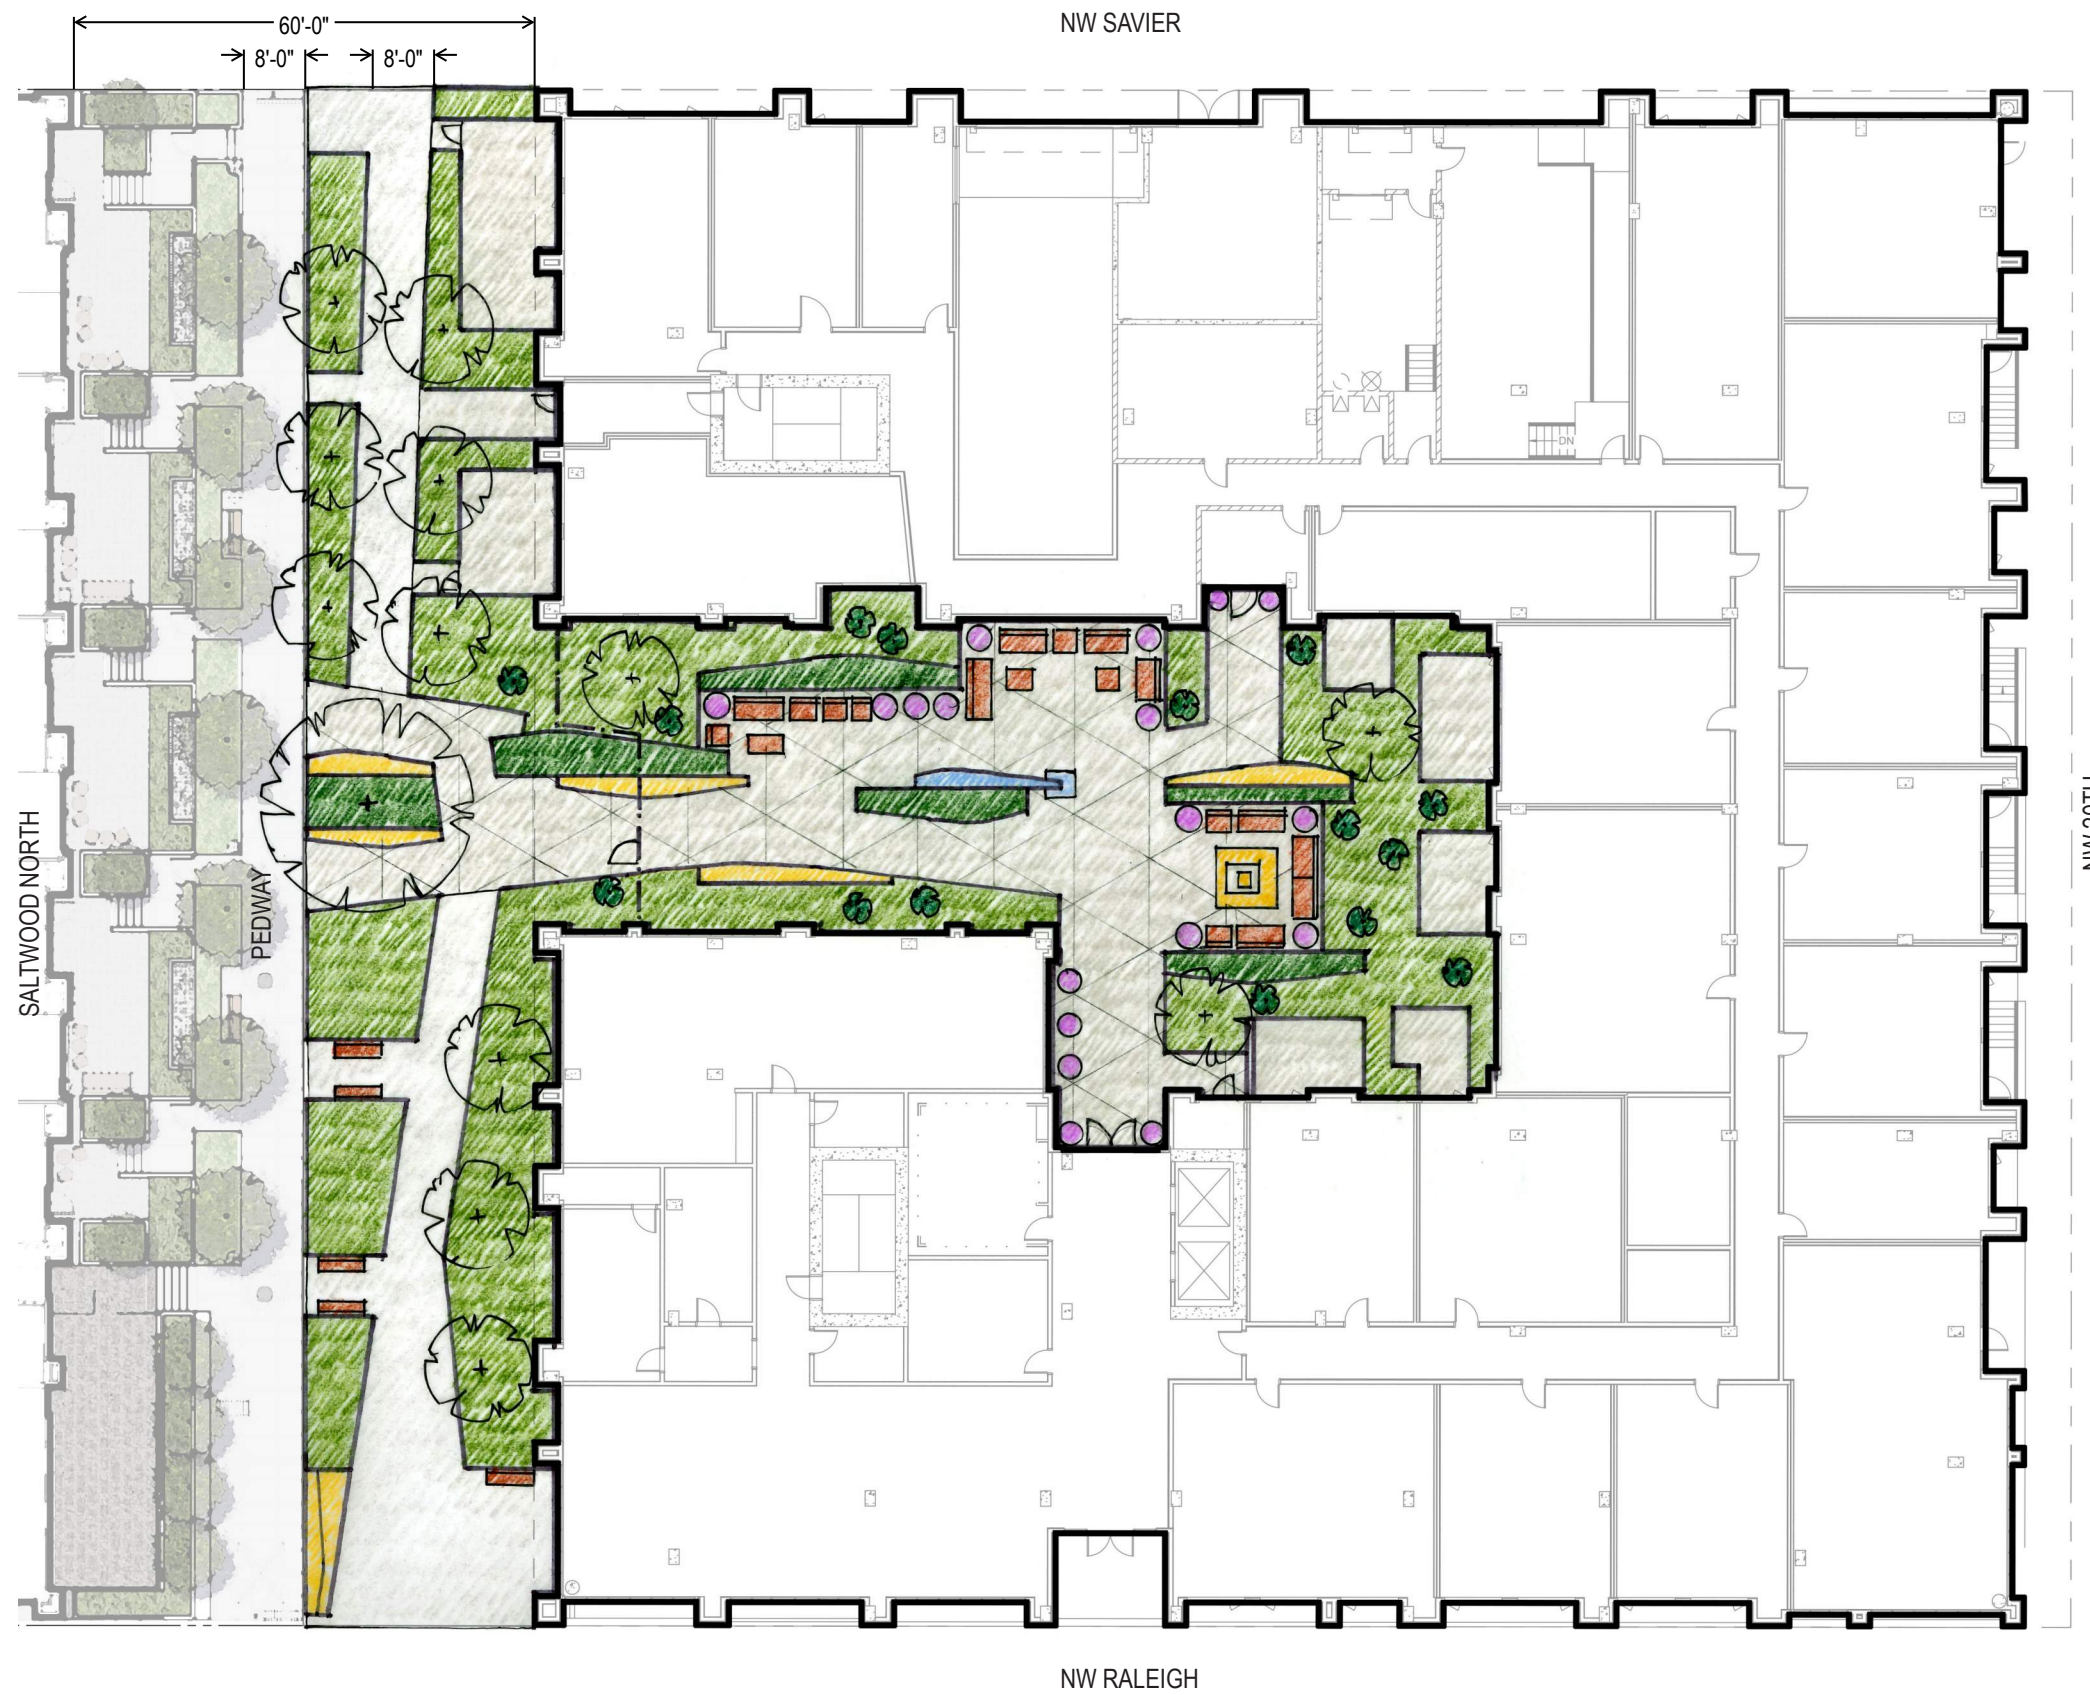 60'-0"
NW SAVIER
8'-0"
8'-0"
DN
SALTWOOD NORTH
PEDWAY
NW RALEIGH